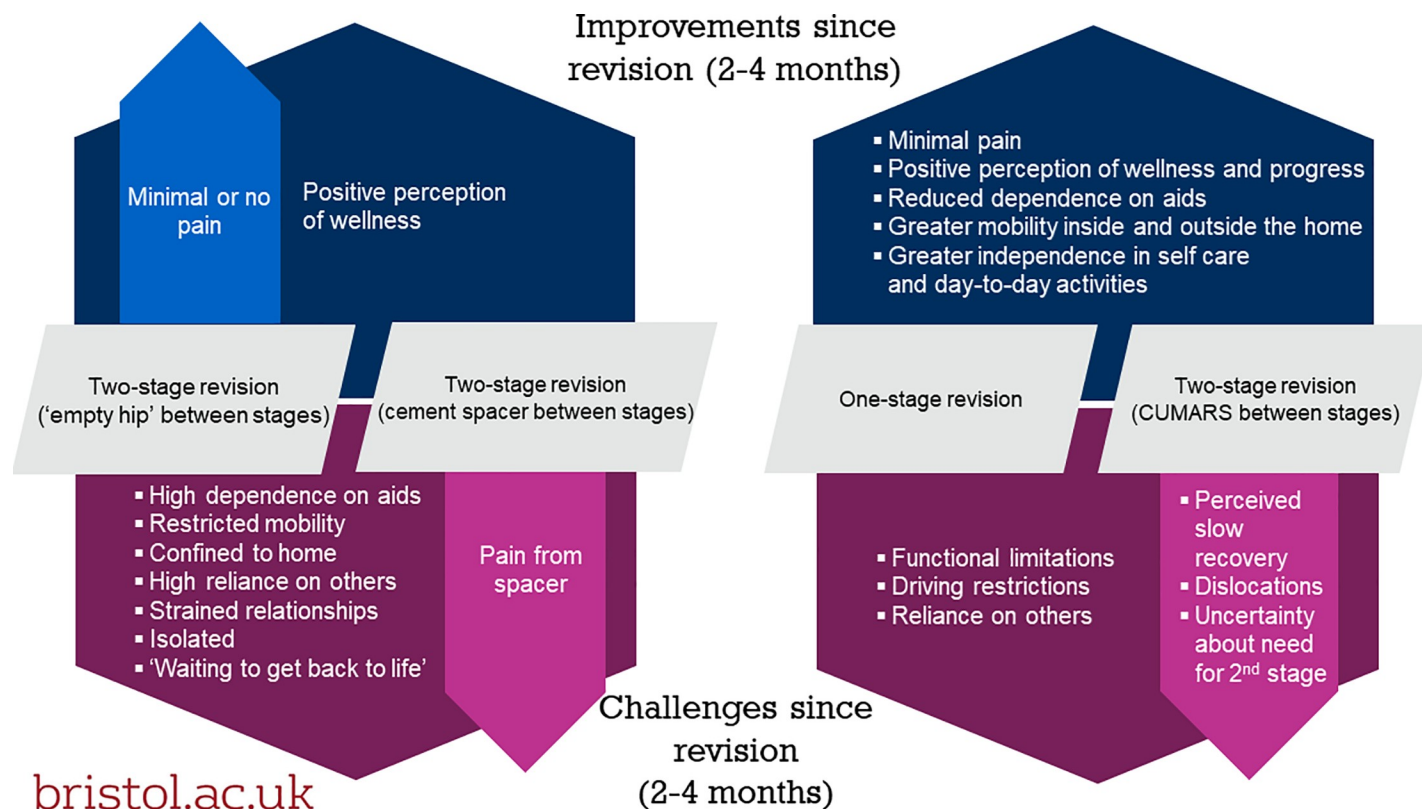 Improvements since
revision (2-4 months)
Minimal or no
pain
Positive perception
of wellness
▪ Minimal pain
▪ Positive perception of wellness and progress
▪ Reduced dependence on aids
▪ Greater mobility inside and outside the home
▪ Greater independence in self care
and day-to-day activities
Two-stage revision
(‘empty hip’ between stages)
Two-stage revision
(cement spacer between stages)
One-stage revision
Two-stage revision
(CUMARS between stages)
▪ High dependence on aids
▪ Restricted mobility
▪ Confined to home
▪ High reliance on others
▪ Strained relationships
▪ Isolated
▪ ‘Waiting to get back to life’
Pain from
spacer
▪ Functional limitations
▪ Driving restrictions
▪ Reliance on others
▪ Perceived
slow
recovery
▪ Dislocations
▪ Uncertainty
about need
for 2nd stage
Challenges since
revision
(2-4 months)
bristol.ac.uk